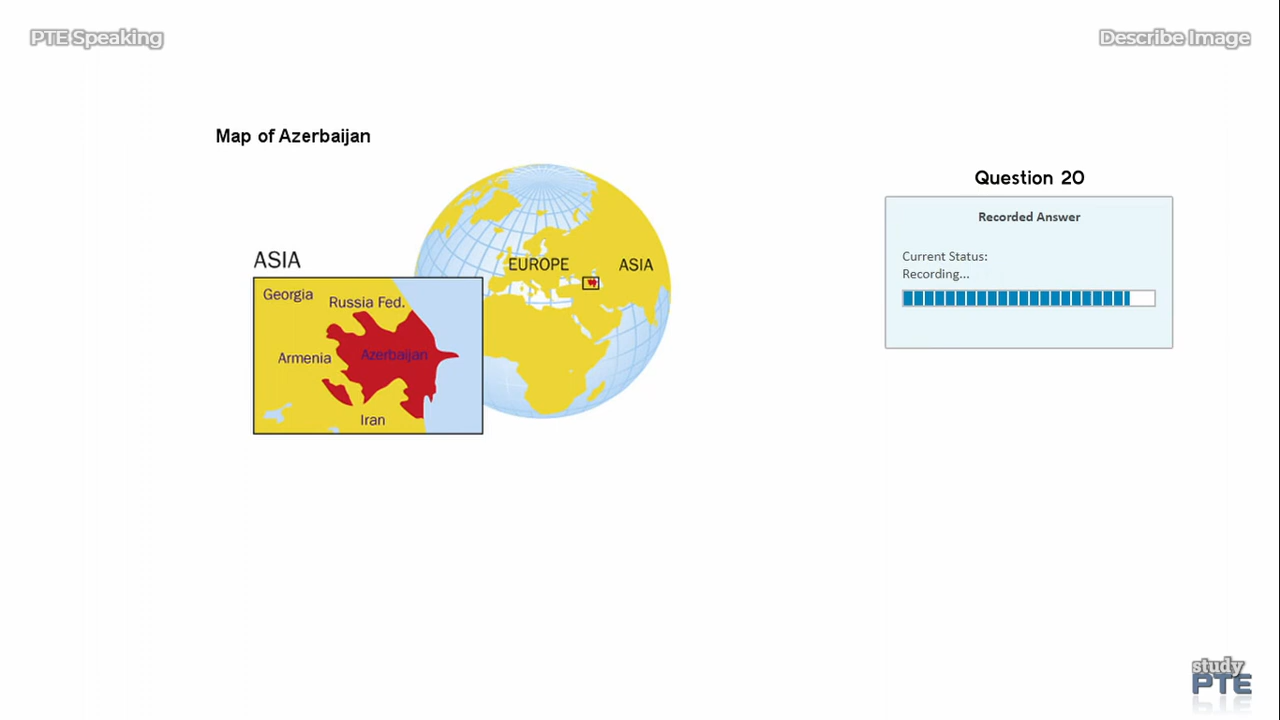 PTE Speaking
Describe Image
Map of Azerbaijan
Question 20
Recorded Answer
Current Status:
Recording...
EUROPE
ASIA
ASIA
Georgia
Russia Fed.
Armenia
Azerbaijan
Iran
study
PTE